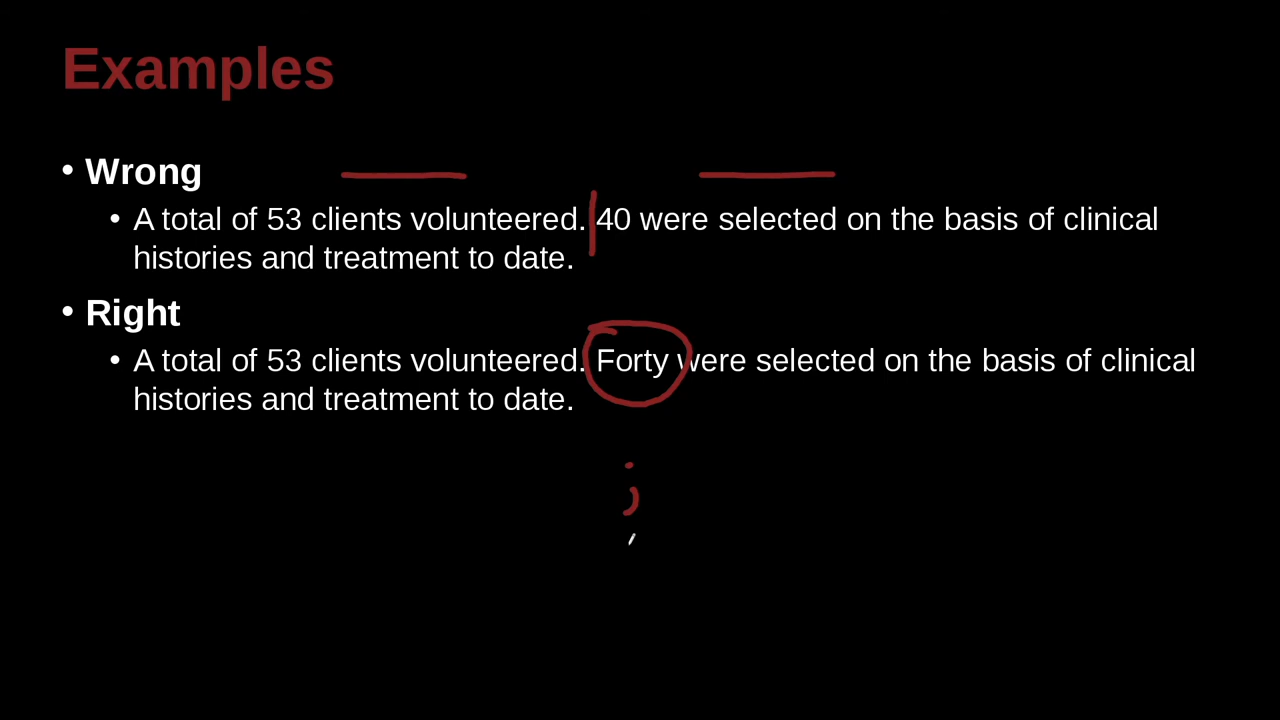 Examples
• Wrong
• A total of 53 clients volunteered. 40 were selected on the basis of clinical
histories and treatment to date.
• Right
• A total of 53 clients volunteered. Forty were selected on the basis of clinical
histories and treatment to date.
;